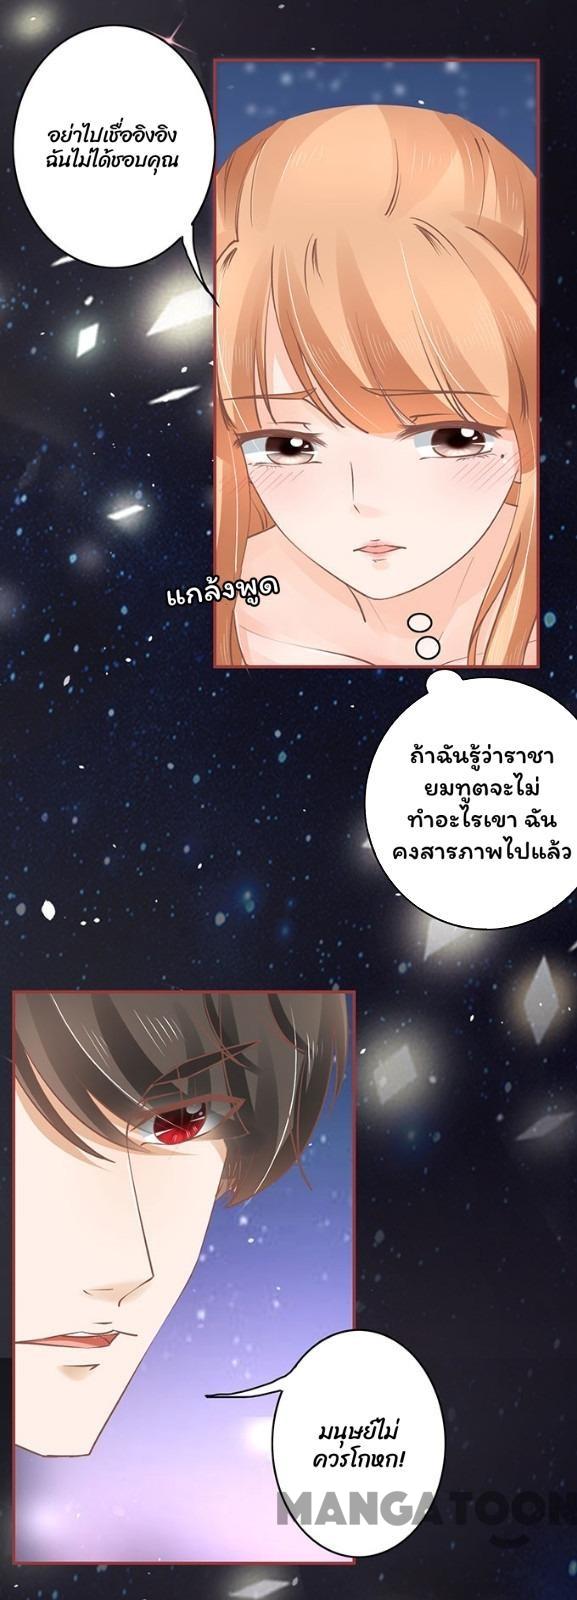 อย่าไปเชื่ออิงอิง
ฉันไม่ได้ชอบคุณ
แกล้งพูด
ถ้าฉันรู้ว่าราชา
ยมทูตจะไม่
ทำอะไรเขา ฉัน
คงสารภาพไปแล้ว
มนุษย์ไม่
ควรโกหก!
MANGATOON